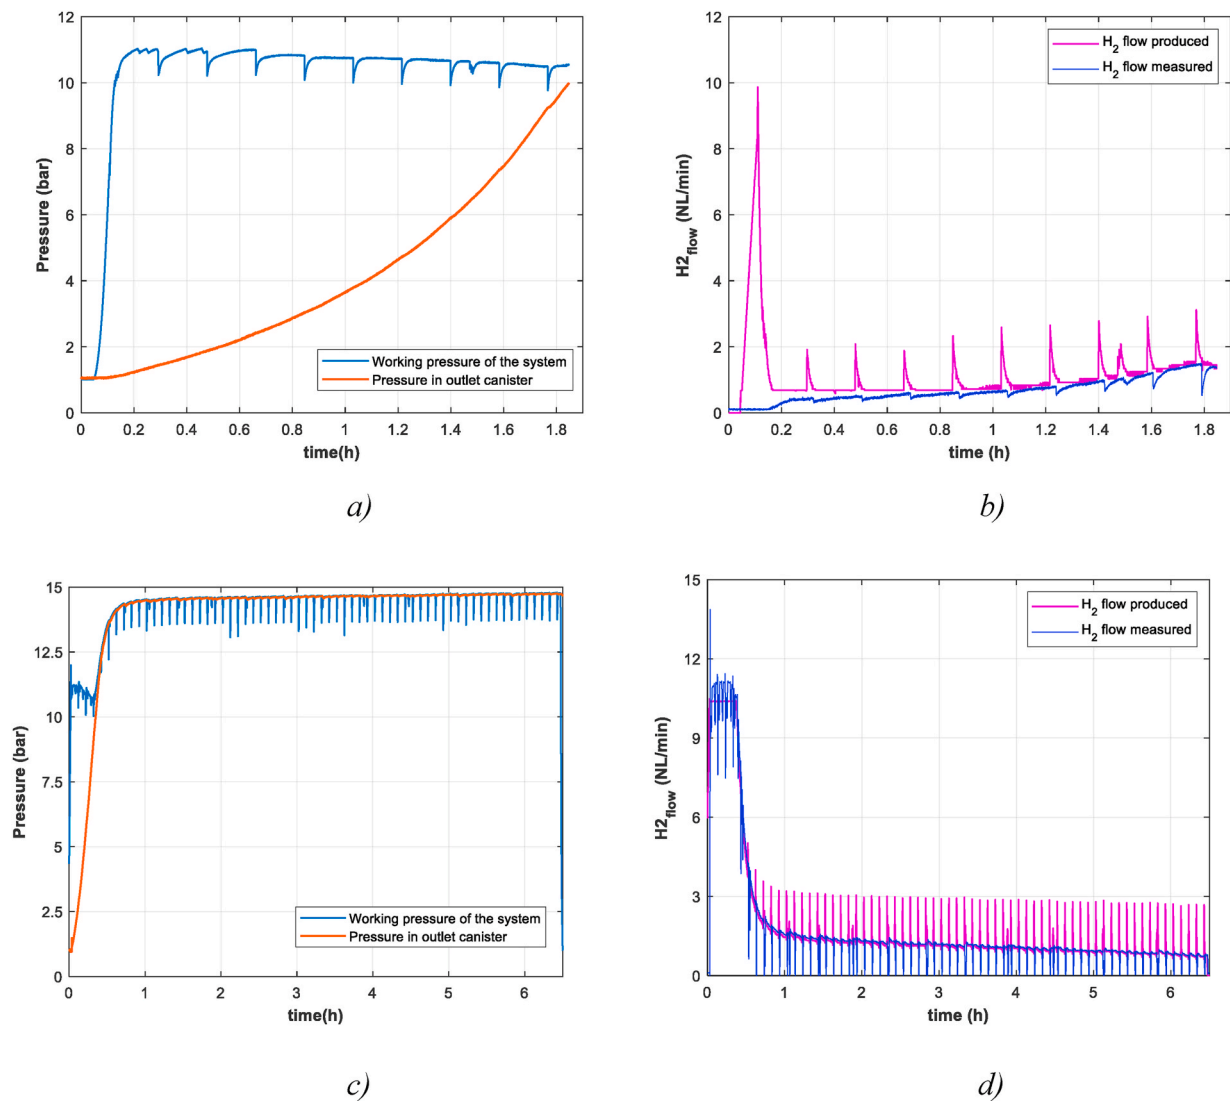 12
10
8
6
4
2
0
Pressure (bar)
Working pressure of the system
Pressure in outlet canister
0 0.2 0.4 0.6 0.8 1 1.2 1.4 1.6 1.8
time(h)
a)
12
10
8
6
4
2
0
H2flow (NL/min)
H2 flow produced
H2 flow measured
0 0.2 0.4 0.6 0.8 1 1.2 1.4 1.6 1.8
time (h)
b)
15
12.5
10
7.5
5
2.5
0
Pressure (bar)
Working pressure of the system
Pressure in outlet canister
0 1 2 3 4 5 6
time(h)
c)
15
12
9
6
3
0
H2flow (NL/min)
H2 flow produced
H2 flow measured
0 1 2 3 4 5 6
time (h)
d)